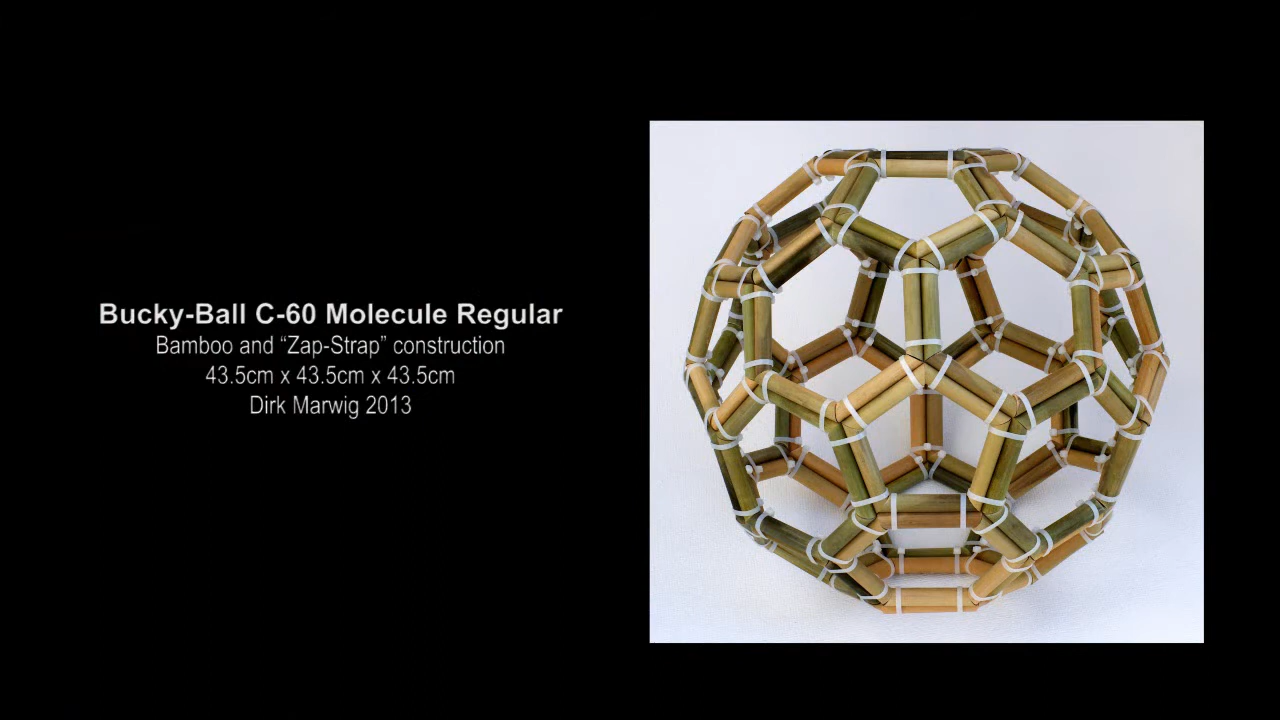 Bucky-Ball C-60 Molecule Regular
Bamboo and “Zap-Strap” construction
43.5cm x 43.5cm x 43.5cm
Dirk Marwig 2013